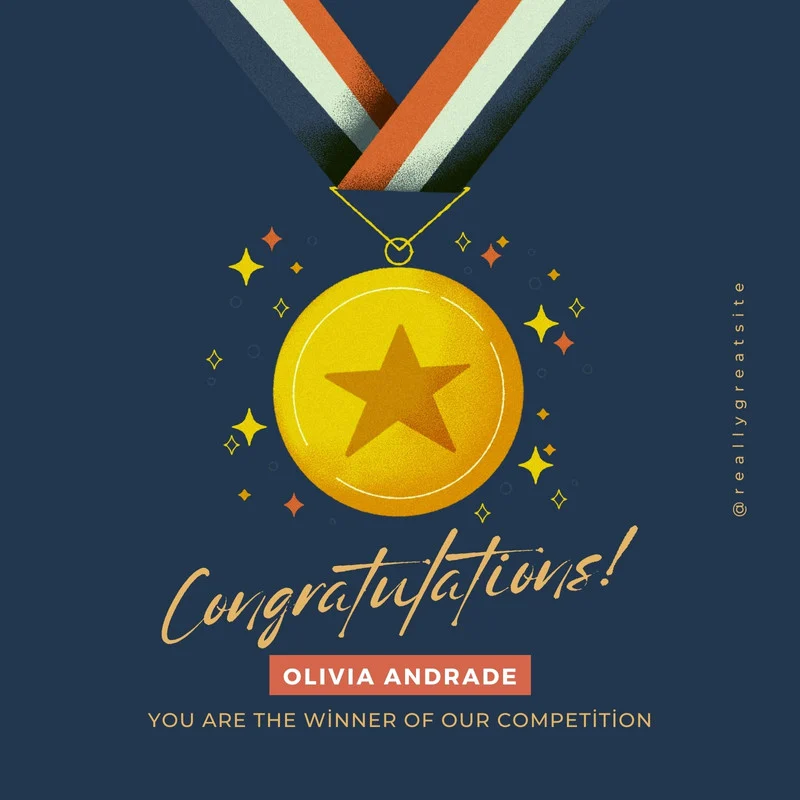 @reallygreatsite
Congratulations!
OLIVIA ANDRADE
YOU ARE THE WİNNER OF OUR COMPETİTİON